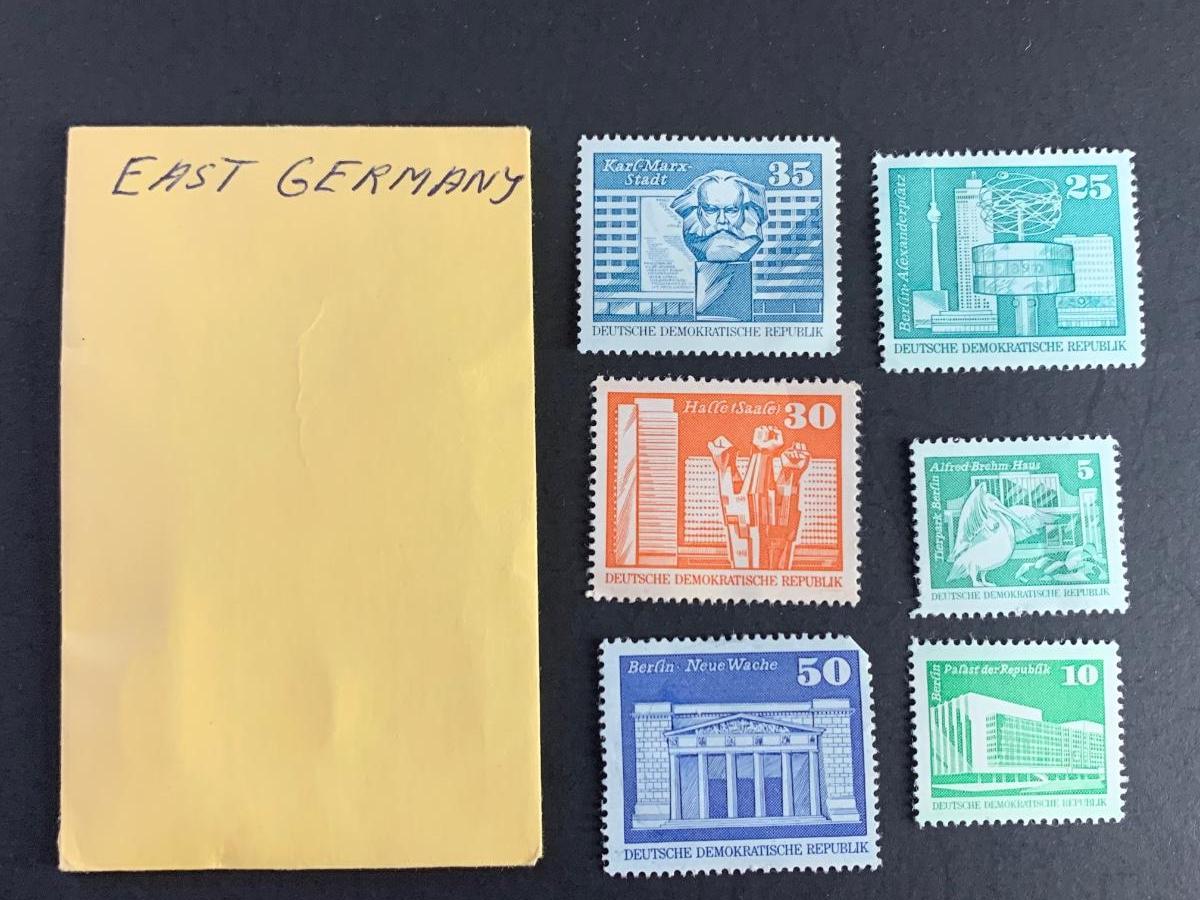 EAST GERMANY
Karl-Marx-
Stadt
35
DEUTSCHE DEMOKRATISCHE REPUBLIK
Berlin·Alexanderplatz
25
DEUTSCHE DEMOKRATISCHE REPUBLIK
Halle (Saale)
30
DEUTSCHE DEMOKRATISCHE REPUBLIK
Alfred-Brehm-Haus
Tierpark Berlin
5
DEUTSCHE DEMOKRATISCHE REPUBLIK
Berlin · Neue Wache
50
DEUTSCHE DEMOKRATISCHE REPUBLIK
Berlin
Palast der Republik
10
DEUTSCHE DEMOKRATISCHE REPUBLIK